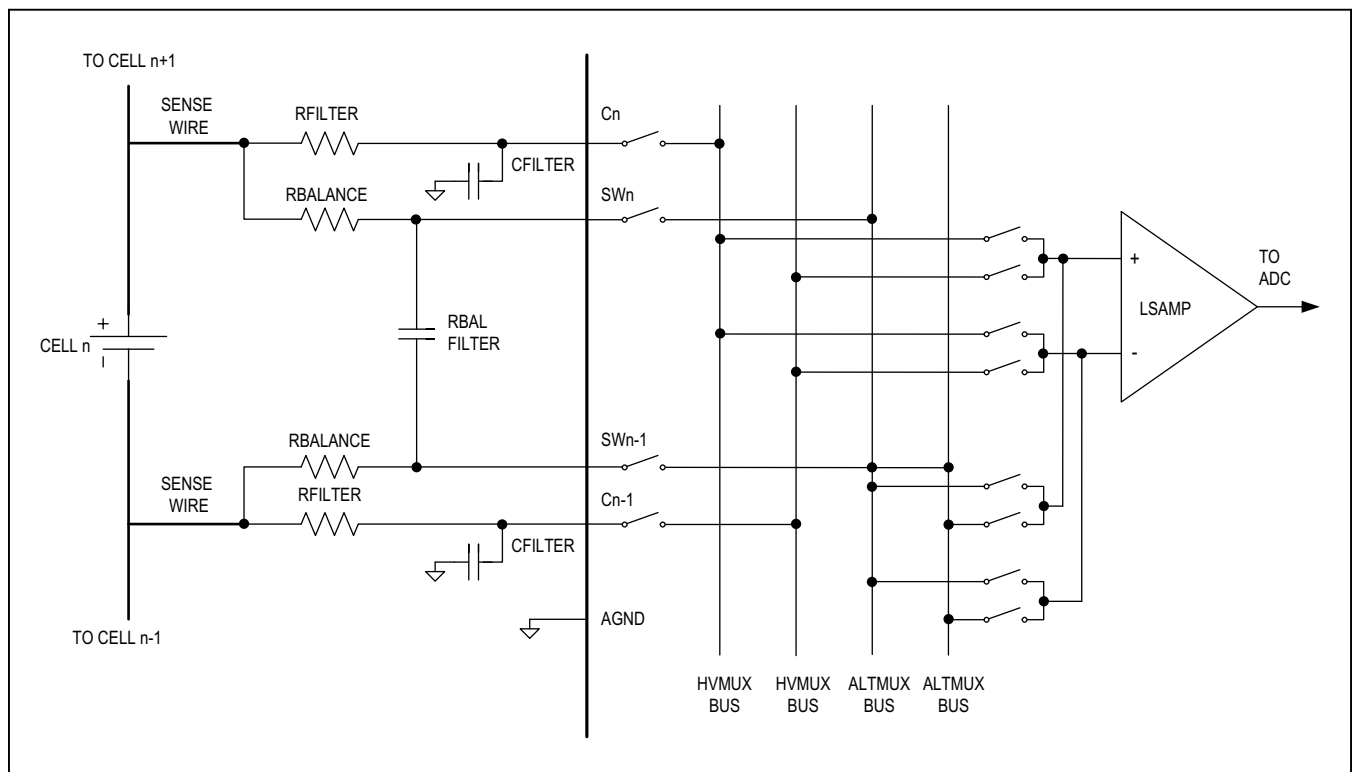 TO CELL n+1
SENSE
WIRE
RFILTER
Cn
CFILTER
RBALANCE
SWn
+
TO
ADC
LSAMP
-
+
CELL n
–
RBAL
FILTER
RBALANCE
SWn-1
SENSE
WIRE
RFILTER
Cn-1
CFILTER
AGND
TO CELL n-1
HVMUX
BUS
HVMUX
BUS
ALTMUX
BUS
ALTMUX
BUS